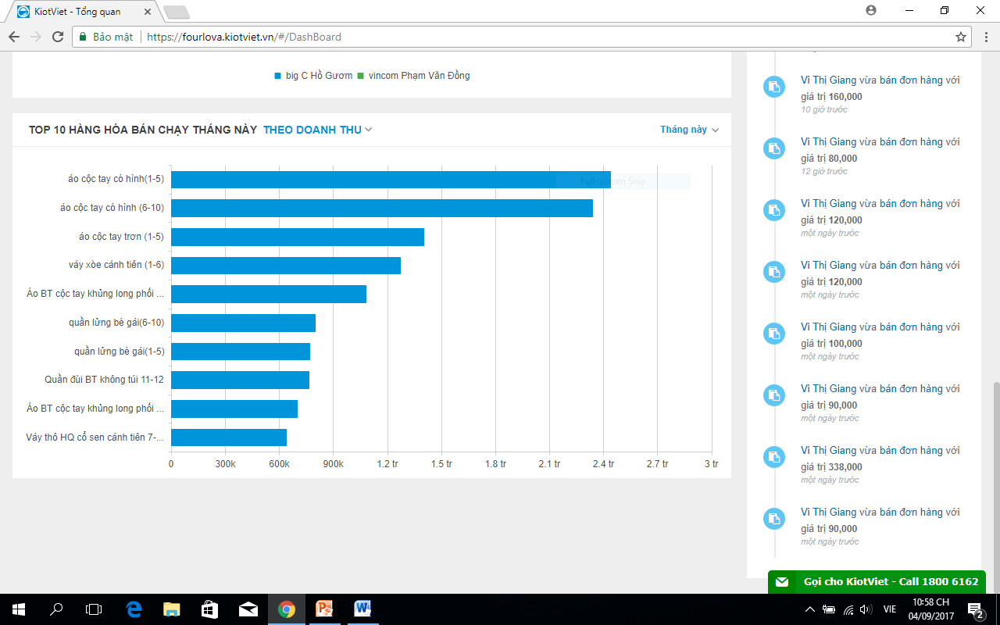 KiotViet - Tổng quan
Bảo mật
https://fourlova.kiotviet.vn/#/DashBoard
big C Hồ Gươm
vincom Phạm Văn Đồng
TOP 10 HÀNG HÓA BÁN CHẠY THÁNG NÀY THEO DOANH THU
Tháng này
Full-screen Snip
áo cộc tay có hình(1-5)
áo cộc tay có hình (6-10)
áo cộc tay trơn (1-5)
váy xòe cánh tiên (1-6)
Áo BT cộc tay khủng long phối ...
quần lửng bé gái(6-10)
quần lửng bé gái(1-5)
Quần đùi BT không túi 11-12
Áo BT cộc tay khủng long phối ...
Váy thô HQ cổ sen cánh tiên 7-...
0 300k 600k 900k 1.2 tr 1.5 tr 1.8 tr 2.1 tr 2.4 tr 2.7 tr 3 tr
Vi Thị Giang vừa bán đơn hàng với
giá trị 160,000
10 giờ trước
Vi Thị Giang vừa bán đơn hàng với
giá trị 80,000
12 giờ trước
Vi Thị Giang vừa bán đơn hàng với
giá trị 120,000
một ngày trước
Vi Thị Giang vừa bán đơn hàng với
giá trị 120,000
một ngày trước
Vi Thị Giang vừa bán đơn hàng với
giá trị 100,000
một ngày trước
Vi Thị Giang vừa bán đơn hàng với
giá trị 90,000
một ngày trước
Vi Thị Giang vừa bán đơn hàng với
giá trị 338,000
một ngày trước
Vi Thị Giang vừa bán đơn hàng với
giá trị 90,000
một ngày trước
Gọi cho KiotViet - Call 1800 6162
VIE
10:58 CH
04/09/2017
2